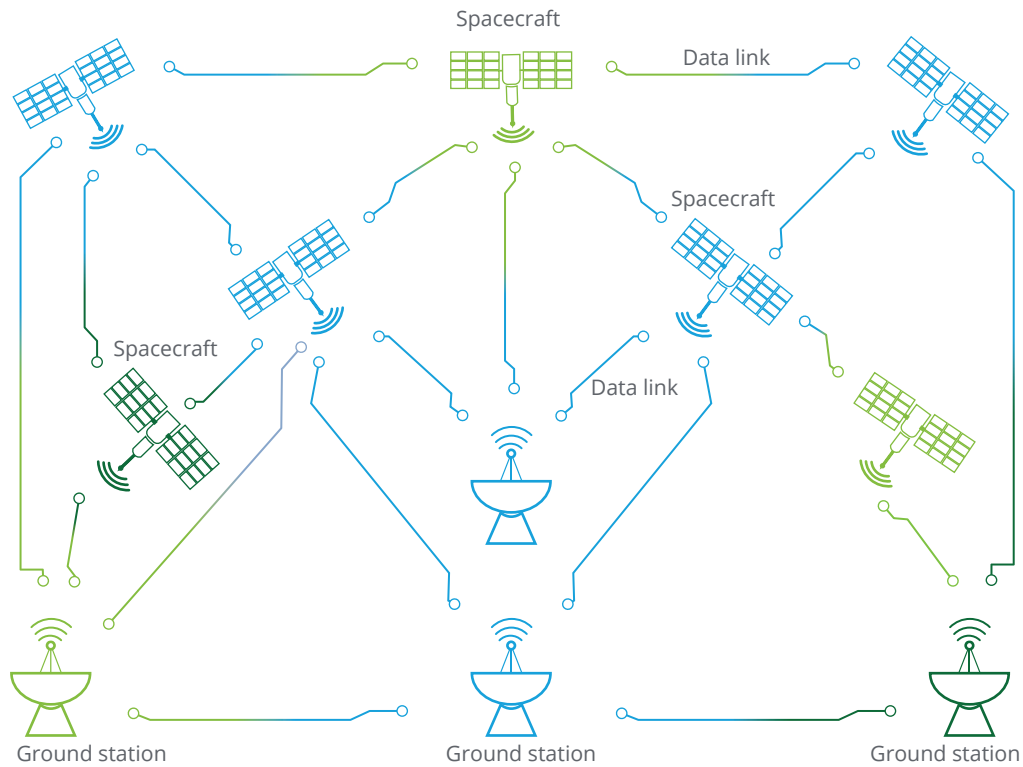 Spacecraft
Data link
Spacecraft
Spacecraft
Data link
Ground station
Ground station
Ground station